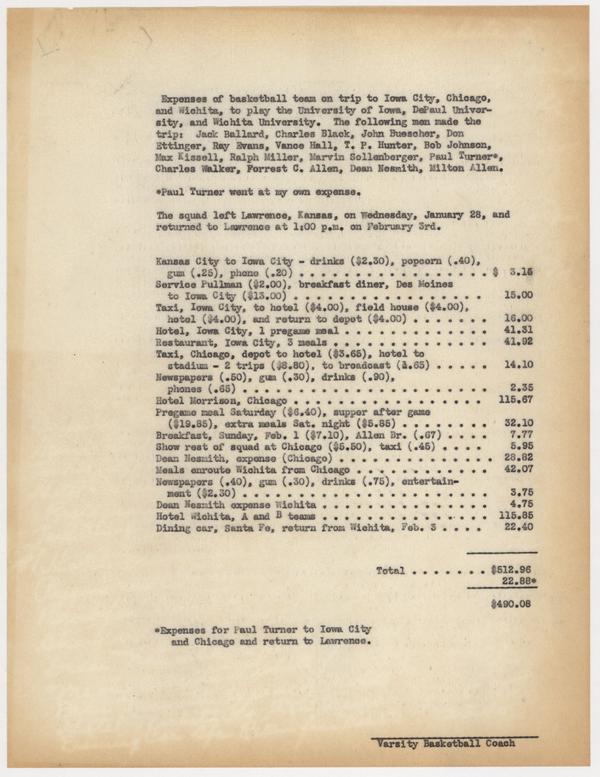 Expenses of basketball team on trip to Iowa City, Chicago,
and Wichita, to play the University of Iowa, DePaul Univer-
sity, and Wichita University. The following men made the
trip: Jack Ballard, Charles Black, John Buescher, Don
Ettinger, Ray Evans, Vance Hall, T. P. Hunter, Bob Johnson,
Max Kissell, Ralph Miller, Marvin Sollenberger, Paul Turner*,
Charles Walker, Forrest C. Allen, Dean Nesmith, Milton Allen.
*Paul Turner went at my own expense.
The squad left Lawrence, Kansas, on Wednesday, January 28, and
returned to Lawrence at 1:00 p.m. on February 3rd.
Kansas City to Iowa City - drinks ($2.30), popcorn (.40),
gum (.25), phone (.20) . . . . . . . . . . . . . . . . . $ 3.15
Service Pullman ($2.00), breakfast diner, Des Moines
to Iowa City ($13.00) . . . . . . . . . . . . . . . . . 15.00
Taxi, Iowa City, to hotel ($4.00), field house ($4.00),
hotel ($4.00), and return to depot ($4.00) . . . . . . . 16.00
Hotel, Iowa City, 1 pregame meal . . . . . . . . . . . . . 41.31
Restaurant, Iowa City, 3 meals . . . . . . . . . . . . . . 41.92
Taxi, Chicago, depot to hotel ($3.65), hotel to
stadium - 2 trips ($8.80), to broadcast (1.65) . . . . . 14.10
Newspapers (.50), gum (.30), drinks (.90),
phones (.65) . . . . . . . . . . . . . . . . . . . . . . 2.35
Hotel Morrison, Chicago . . . . . . . . . . . . . . . . . 115.67
Pregame meal Saturday ($6.40), supper after game
($19.85), extra meals Sat. night ($5.85) . . . . . . . . 32.10
Breakfast, Sunday, Feb. 1 ($7.10), Allen Br. (.67) . . . . 7.77
Show rest of squad at Chicago ($5.50), taxi (.45) . . . . 5.95
Dean Nesmith, expense (Chicago) . . . . . . . . . . . . . . 28.82
Meals enroute Wichita from Chicago . . . . . . . . . . . . 42.07
Newspapers (.40), gum (.30), drinks (.75), entertain-
ment ($2.30) . . . . . . . . . . . . . . . . . . . . . . 3.75
Dean Nesmith expense Wichita . . . . . . . . . . . . . . . 4.75
Hotel Wichita, A and B teams . . . . . . . . . . . . . . . 115.85
Dining car, Santa Fe, return from Wichita, Feb. 3 . . . . 22.40
Total . . . . . . . $512.96
22.88*
$490.08
*Expenses for Paul Turner to Iowa City
and Chicago and return to Lawrence.
Varsity Basketball Coach